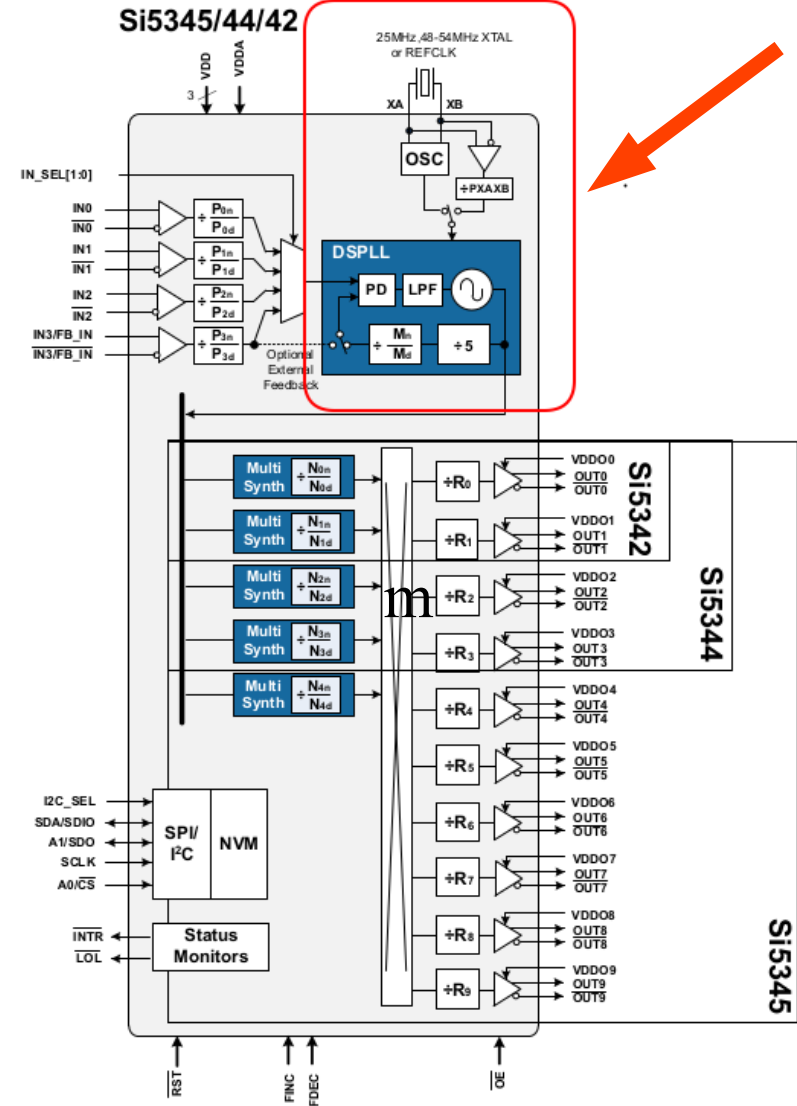 Si5345/44/42
25MHz,48-54MHz XTAL
or REFCLK
VDD
VDDA
3
XA
XB
OSC
÷PXAXB
IN_SEL[1:0]
IN0
IN0
IN1
IN1
IN2
IN2
IN3/FB_IN
IN3/FB_IN
÷ P0n
P0d
÷ P1n
P1d
÷ P2n
P2d
÷ P3n
P3d
DSPLL
PD
LPF
÷ Mn
Md
÷5
Optional
External
Feedback
Multi
Synth
÷ N0n
N0d
Multi
Synth
÷ N1n
N1d
Multi
Synth
÷ N2n
N2d
Multi
Synth
÷ N3n
N3d
Multi
Synth
÷ N4n
N4d
m
÷R0
÷R1
÷R2
÷R3
÷R4
÷R5
÷R6
÷R7
÷R8
÷R9
VDDO0
OUT0
OUT0
VDDO1
OUT1
OUT1
VDDO2
OUT2
OUT2
VDDO3
OUT3
OUT3
VDDO4
OUT4
OUT4
VDDO5
OUT5
OUT5
VDDO6
OUT6
OUT6
VDDO7
OUT7
OUT7
VDDO8
OUT8
OUT8
VDDO9
OUT9
OUT9
Si5342
Si5344
Si5345
I2C_SEL
SDA/SDIO
A1/SDO
SCLK
A0/CS
SPI/
I²C
NVM
INTR
LOL
Status
Monitors
RST
FINC
FDEC
OE